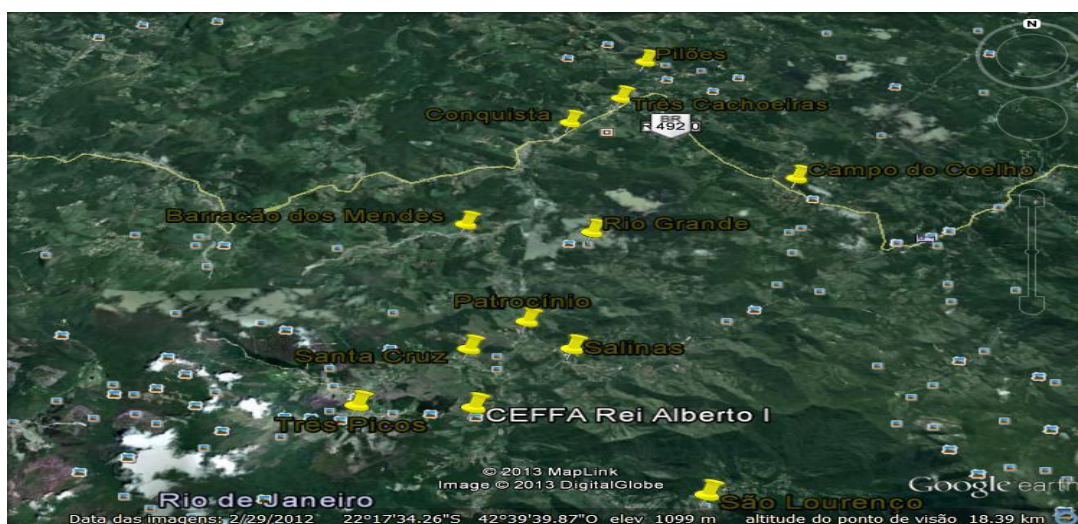 N
Pilões
Três Cachoeiras
Conquista
BR
492
Campo do Coelho
Barracão dos Mendes
Rio Grande
Patrocínio
Santa Cruz
Salinas
CEFFA Rei Alberto I
Três Picos
© 2013 MapLink
Image © 2013 DigitalGlobe
Google earth
Rio de Janeiro
São Lourenço
Data das imagens: 2/29/2012 22°17'34.26"S 42°39'39.87"O elev 1099 m altitude do ponto de visão 18.39 km